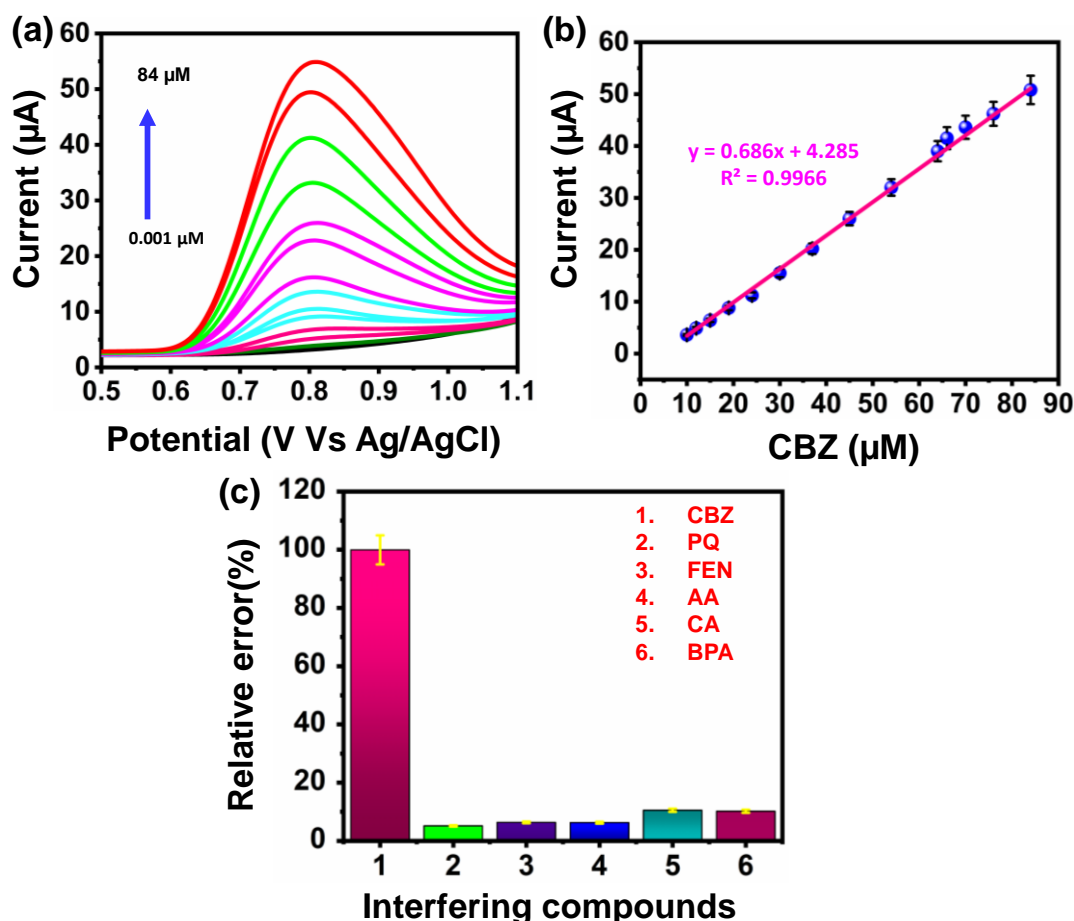 (a)
60
50
40
30
20
10
0
Current (µA)
84 µM
0.001 µM
0.5 0.6 0.7 0.8 0.9 1.0 1.1
Potential (V Vs Ag/AgCl)
(b)
60
50
40
30
20
10
0
Current (µA)
y = 0.686x + 4.285
R² = 0.9966
0 10 20 30 40 50 60 70 80 90
CBZ (µM)
(c)
120
100
80
60
40
20
0
Relative error(%)
1. CBZ
2. PQ
3. FEN
4. AA
5. CA
6. BPA
1 2 3 4 5 6
Interfering compounds